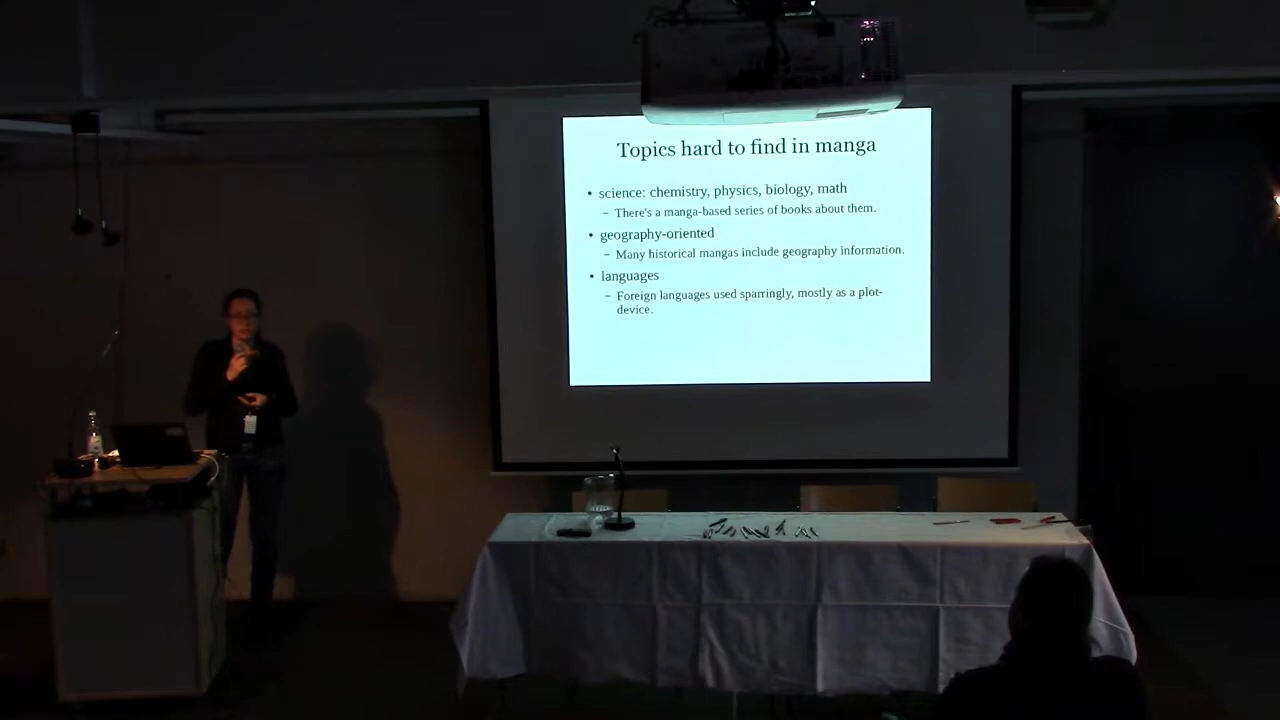 Topics hard to find in manga
• science: chemistry, physics, biology, math
– There's a manga-based series of books about them.
• geography-oriented
– Many historical mangas include geography information.
• languages
– Foreign languages used sparringly, mostly as a plot-
device.